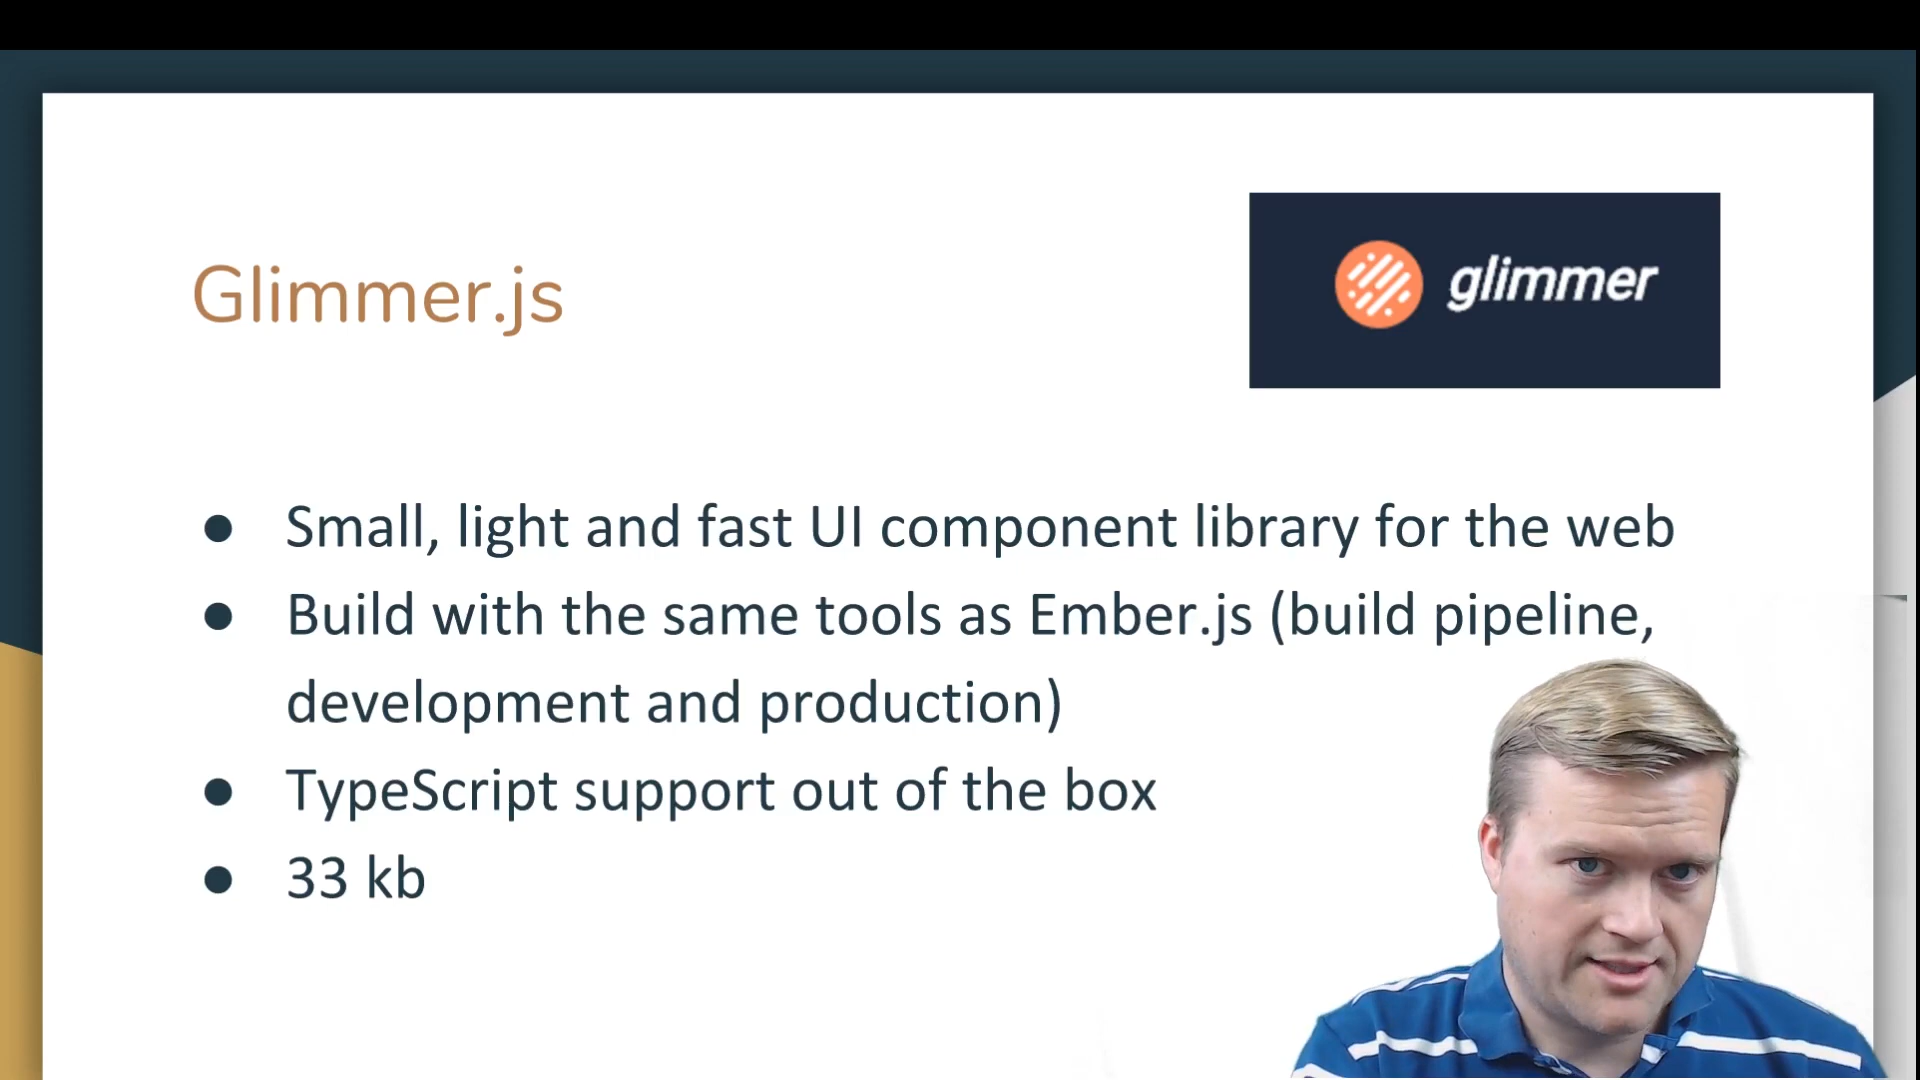 Glimmer.js
glimmer
● Small, light and fast UI component library for the web
● Build with the same tools as Ember.js (build pipeline,
development and production)
● TypeScript support out of the box
● 33 kb